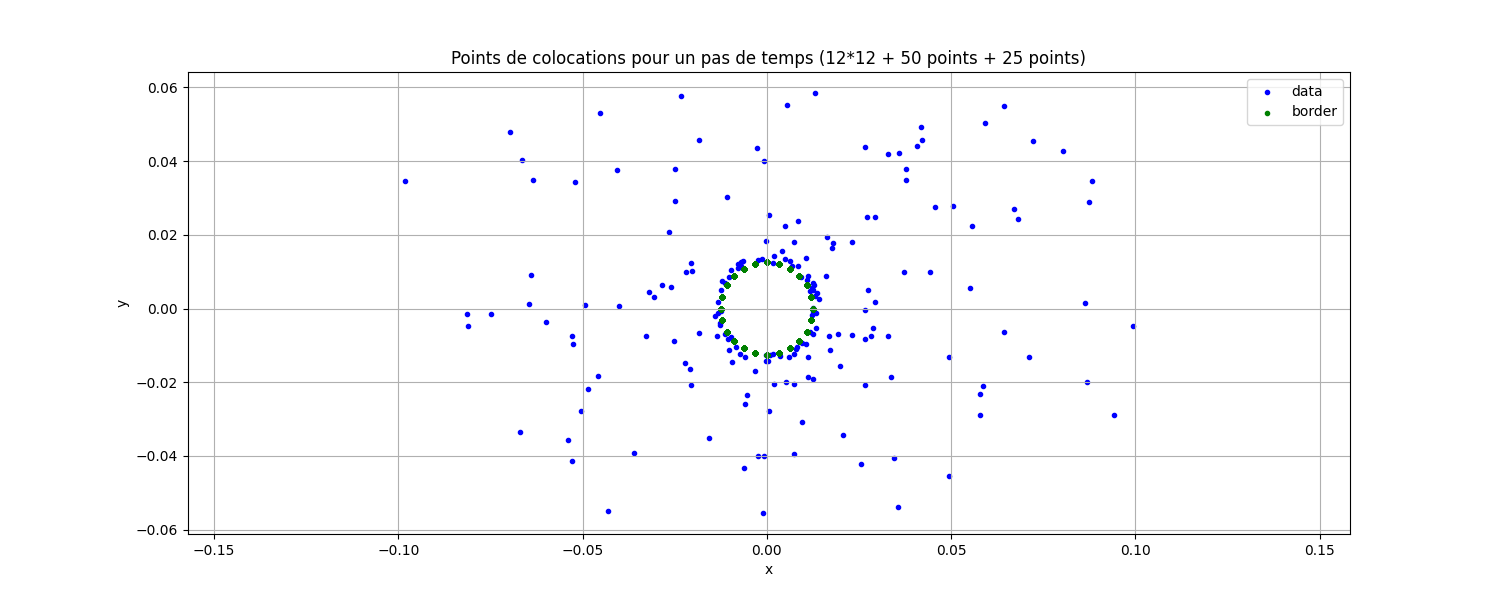 Points de colocations pour un pas de temps (12*12 + 50 points + 25 points)
data
border
0.06
0.04
0.02
0.00
−0.02
−0.04
−0.06
y
−0.15
−0.10
−0.05
0.00
0.05
0.10
0.15
x